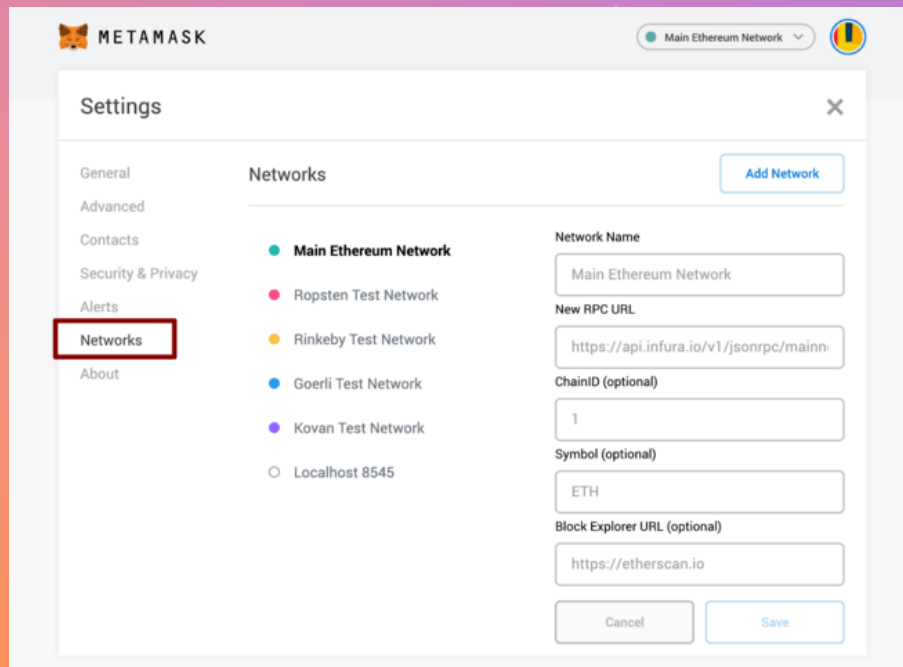 METAMASK
Main Ethereum Network
Settings
General
Advanced
Contacts
Security & Privacy
Alerts
Networks
About
Networks
Add Network
Main Ethereum Network
Ropsten Test Network
Rinkeby Test Network
Goerli Test Network
Kovan Test Network
Localhost 8545
Network Name
Main Ethereum Network
New RPC URL
https://api.infura.io/v1/jsonrpc/mainn
ChainID (optional)
1
Symbol (optional)
ETH
Block Explorer URL (optional)
https://etherscan.io
Cancel
Save